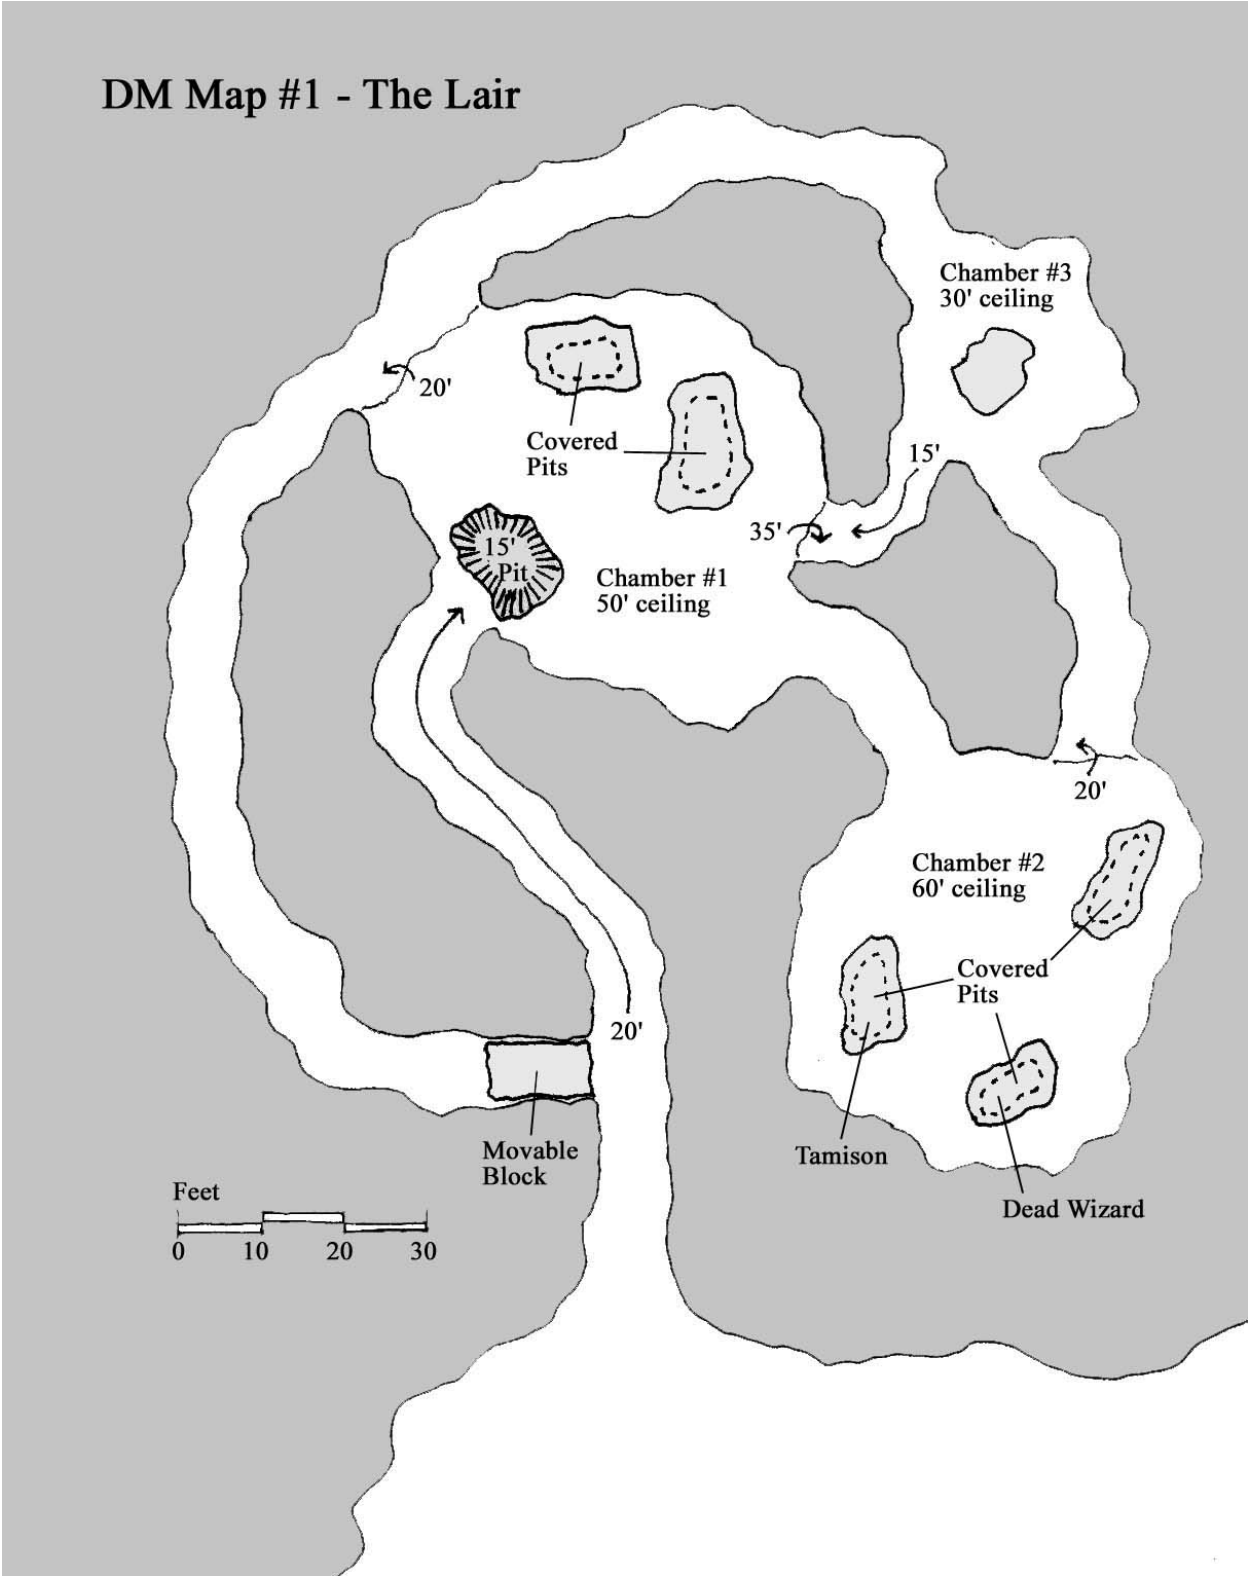 DM Map #1 - The Lair
Chamber #3
30' ceiling
20'
Covered
Pits
15'
35'
15'
Pit
Chamber #1
50' ceiling
20'
Chamber #2
60' ceiling
Covered
Pits
20'
Movable
Block
Tamison
Dead Wizard
Feet
0 10 20 30